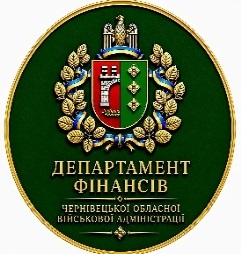 ДЕПАРТАМЕНТ
ФІНАНСІВ
ЧЕРНІВЕЦЬКОЇ ОБЛАСНОЇ
ВІЙСЬКОВОЇ АДМІНІСТРАЦІЇ